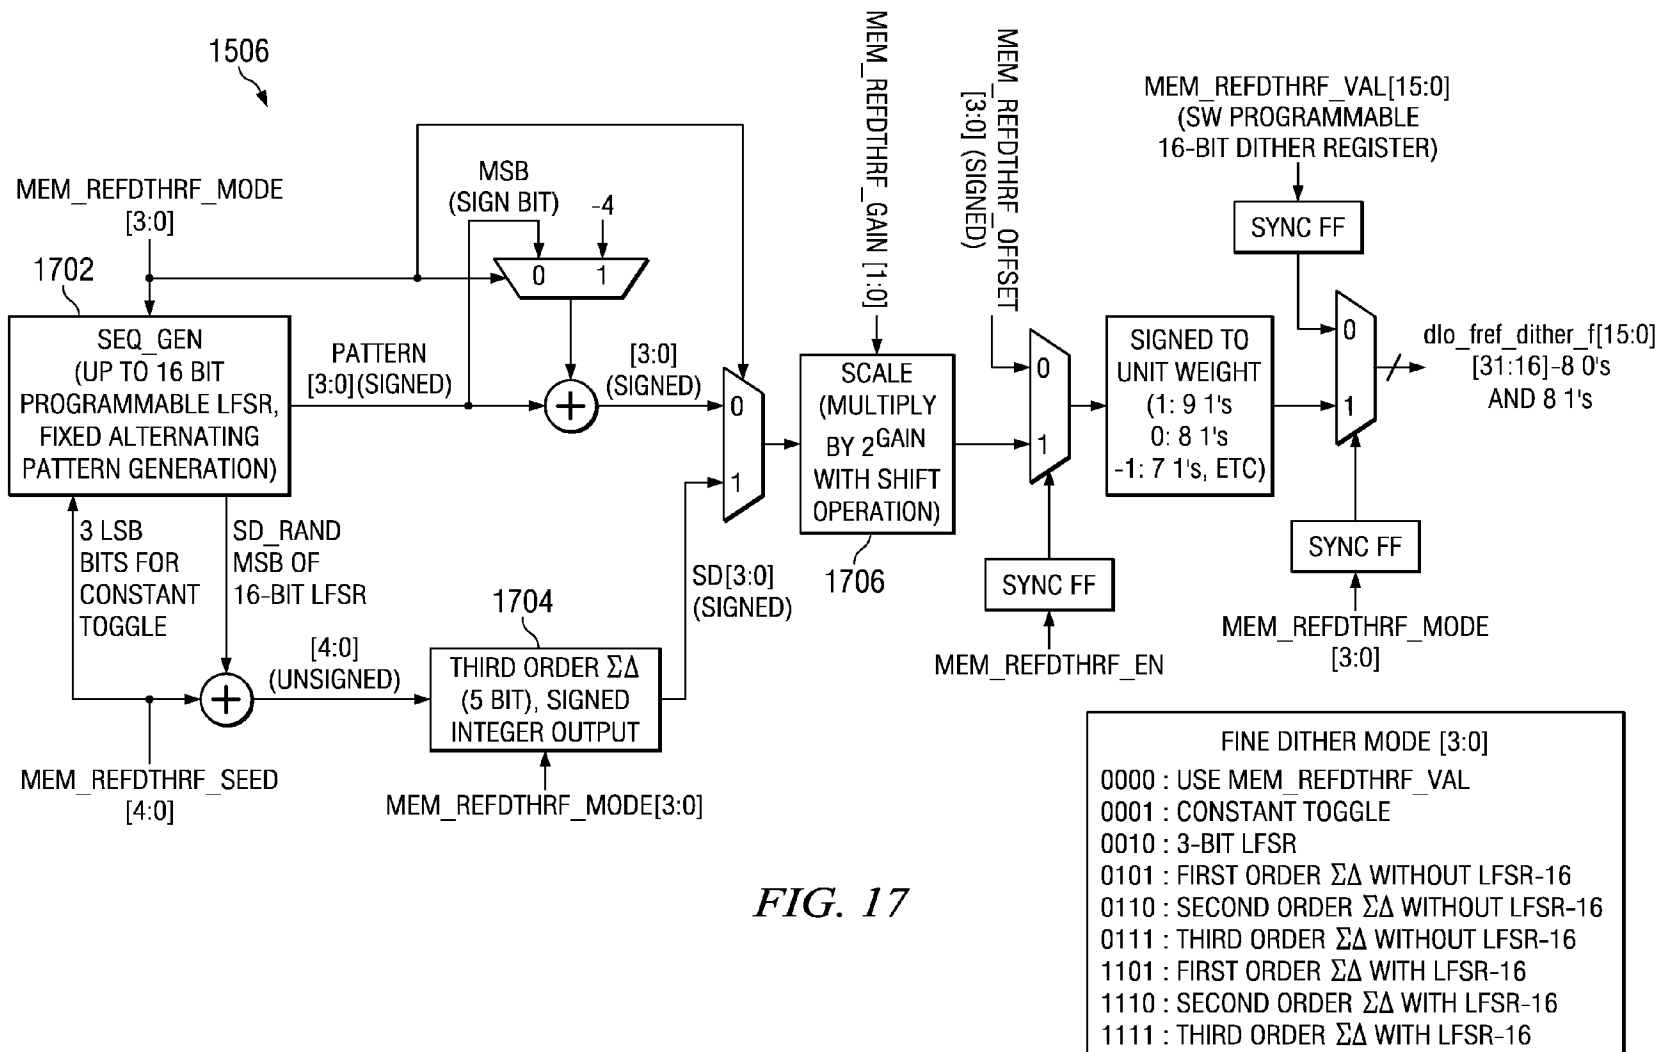 1506
MEM_REFDTHRF_MODE
[3:0]
1702
SEQ_GEN
(UP TO 16 BIT
PROGRAMMABLE LFSR,
FIXED ALTERNATING
PATTERN GENERATION)
MSB
(SIGN BIT)
-4
0
1
PATTERN
[3:0](SIGNED)
+
[3:0]
(SIGNED)
0
1
3 LSB
BITS FOR
CONSTANT
TOGGLE
SD_RAND
MSB OF
16-BIT LFSR
+
[4:0]
(UNSIGNED)
MEM_REFDTHRF_SEED
[4:0]
1704
THIRD ORDER ΣΔ
(5 BIT), SIGNED
INTEGER OUTPUT
MEM_REFDTHRF_MODE[3:0]
SD[3:0]
(SIGNED)
MEM_REFDTHRF_GAIN [1:0]
SCALE
(MULTIPLY
BY 2^GAIN
WITH SHIFT
OPERATION)
1706
MEM_REFDTHRF_OFFSET
[3:0] (SIGNED)
0
1
SYNC FF
MEM_REFDTHRF_EN
SIGNED TO
UNIT WEIGHT
(1: 9 1's
0: 8 1's
-1: 7 1's, ETC)
MEM_REFDTHRF_VAL[15:0]
(SW PROGRAMMABLE
16-BIT DITHER REGISTER)
SYNC FF
0
1
dlo_fref_dither_f[15:0]
[31:16]-8 0's
AND 8 1's
SYNC FF
MEM_REFDTHRF_MODE
[3:0]
FINE DITHER MODE [3:0]
0000 : USE MEM_REFDTHRF_VAL
0001 : CONSTANT TOGGLE
0010 : 3-BIT LFSR
0101 : FIRST ORDER ΣΔ WITHOUT LFSR-16
0110 : SECOND ORDER ΣΔ WITHOUT LFSR-16
0111 : THIRD ORDER ΣΔ WITHOUT LFSR-16
1101 : FIRST ORDER ΣΔ WITH LFSR-16
1110 : SECOND ORDER ΣΔ WITH LFSR-16
1111 : THIRD ORDER ΣΔ WITH LFSR-16
FIG. 17